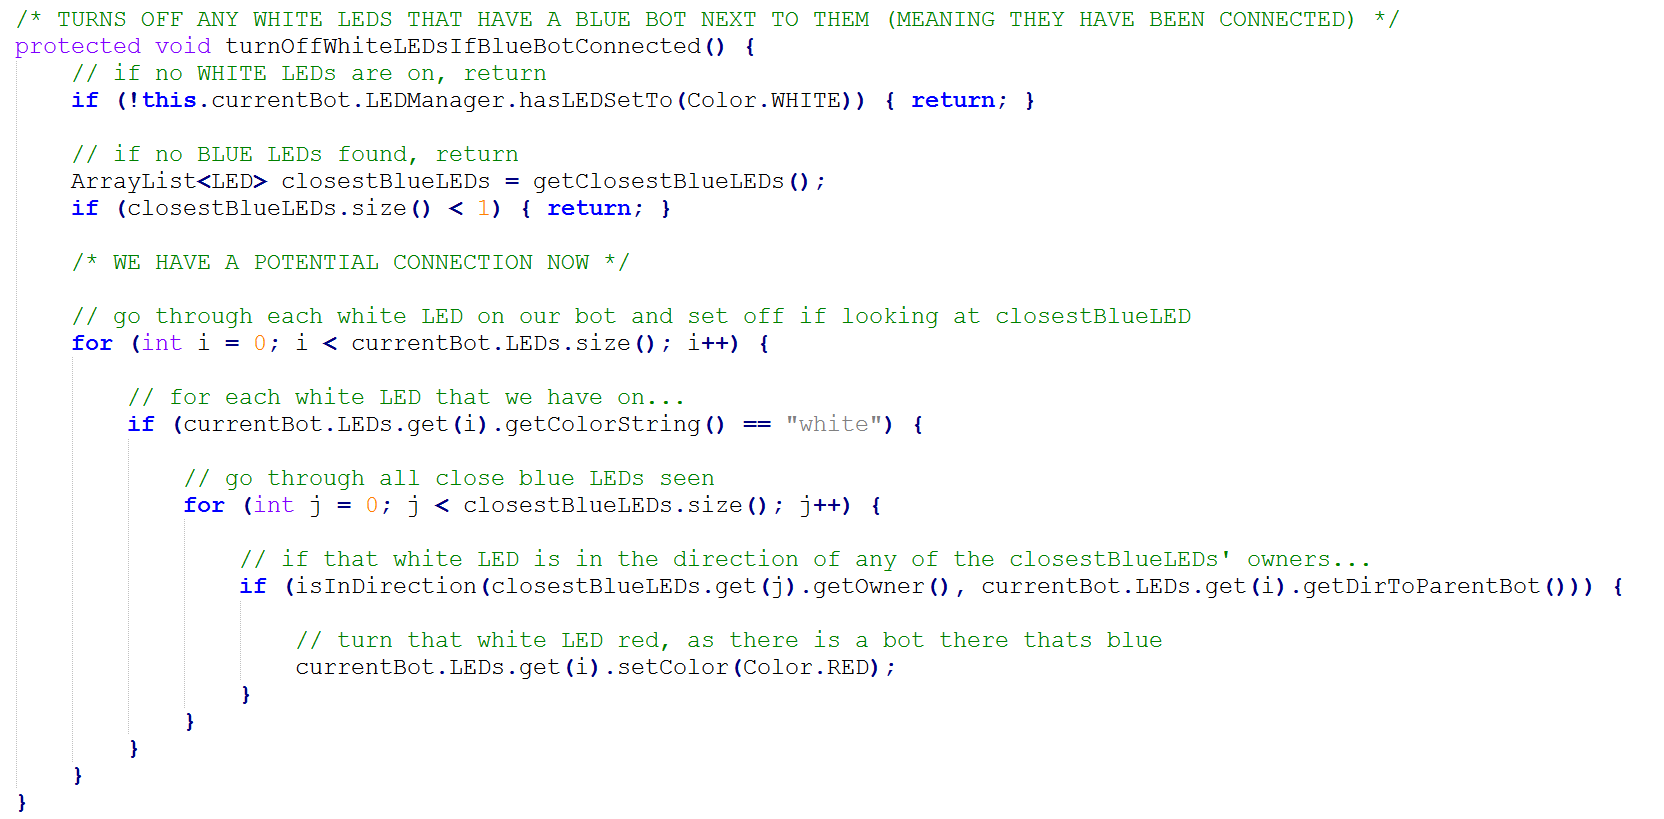 /* TURNS OFF ANY WHITE LEDS THAT HAVE A BLUE BOT NEXT TO THEM (MEANING THEY HAVE BEEN CONNECTED) */
protected void turnOffWhiteLEDsIfBlueBotConnected() {
    // if no WHITE LEDs are on, return
    if (!this.currentBot.LEDManager.hasLEDSetTo(Color.WHITE)) { return; }

    // if no BLUE LEDs found, return
    ArrayList<LED> closestBlueLEDs = getClosestBlueLEDs();
    if (closestBlueLEDs.size() < 1) { return; }

    /* WE HAVE A POTENTIAL CONNECTION NOW */

    // go through each white LED on our bot and set off if looking at closestBlueLED
    for (int i = 0; i < currentBot.LEDs.size(); i++) {

        // for each white LED that we have on...
        if (currentBot.LEDs.get(i).getColorString() == "white") {

            // go through all close blue LEDs seen
            for (int j = 0; j < closestBlueLEDs.size(); j++) {

                // if that white LED is in the direction of any of the closestBlueLEDs' owners...
                if (isInDirection(closestBlueLEDs.get(j).getOwner(), currentBot.LEDs.get(i).getDirToParentBot())) {

                    // turn that white LED red, as there is a bot there thats blue
                    currentBot.LEDs.get(i).setColor(Color.RED);
                }
            }
        }
    }
}